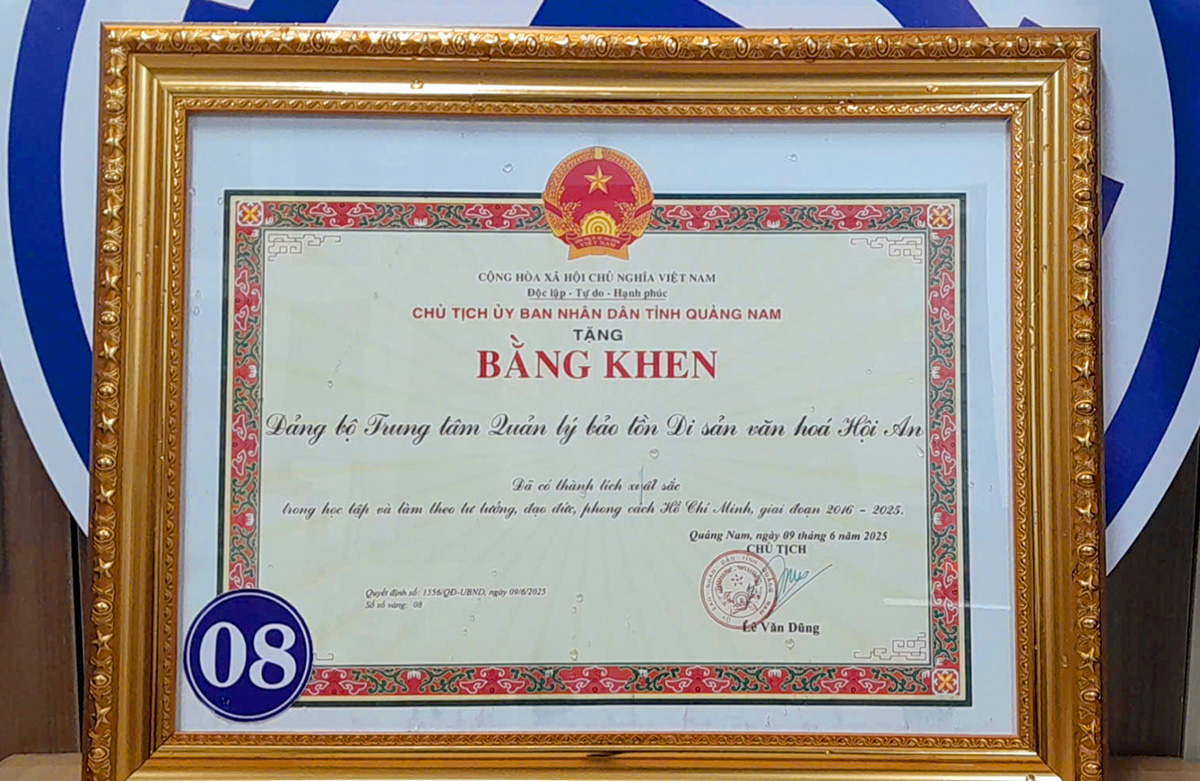 CỘNG HÒA XÃ HỘI CHỦ NGHĨA VIỆT NAM
Độc lập - Tự do - Hạnh phúc
CHỦ TỊCH ỦY BAN NHÂN DÂN TỈNH QUẢNG NAM
TẶNG
BẰNG KHEN
Đảng bộ Trung tâm Quản lý bảo tồn Di sản văn hoá Hội An
Đã có thành tích xuất sắc
trong học tập và làm theo tư tưởng, đạo đức, phong cách Hồ Chí Minh, giai đoạn 2016 - 2025.
Quảng Nam, ngày 09 tháng 6 năm 2025
CHỦ TỊCH
Quyết định số: 1556/QĐ-UBND, ngày 09/6/2025
Số sổ vàng: 08
Lê Văn Dũng
08